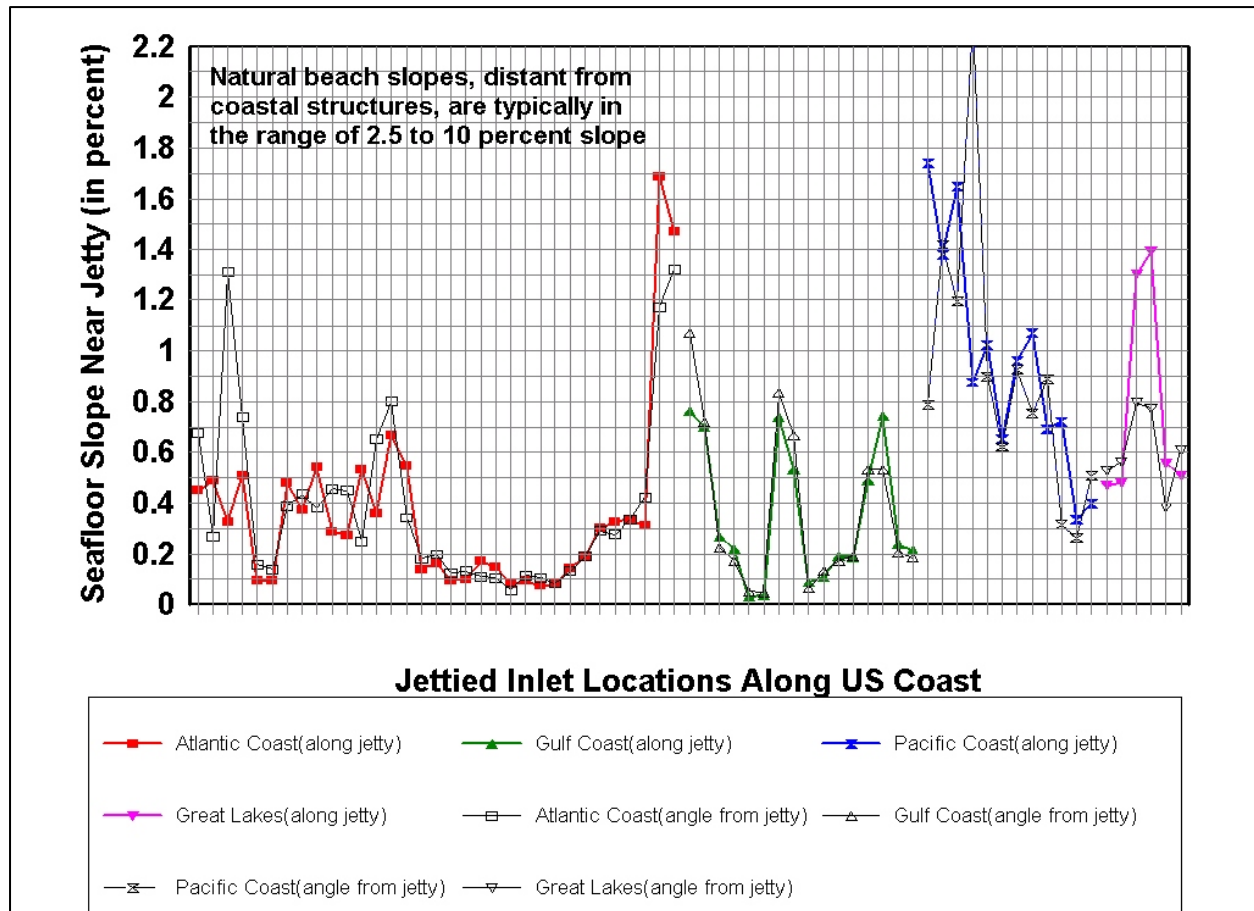 Seafloor Slope Near Jetty (in percent)
2.2
2
1.8
1.6
1.4
1.2
1
0.8
0.6
0.4
0.2
0
Natural beach slopes, distant from
coastal structures, are typically in
the range of 2.5 to 10 percent slope
Jettied Inlet Locations Along US Coast
Atlantic Coast(along jetty)
Gulf Coast(along jetty)
Pacific Coast(along jetty)
Great Lakes(along jetty)
Atlantic Coast(angle from jetty)
Gulf Coast(angle from jetty)
Pacific Coast(angle from jetty)
Great Lakes(angle from jetty)